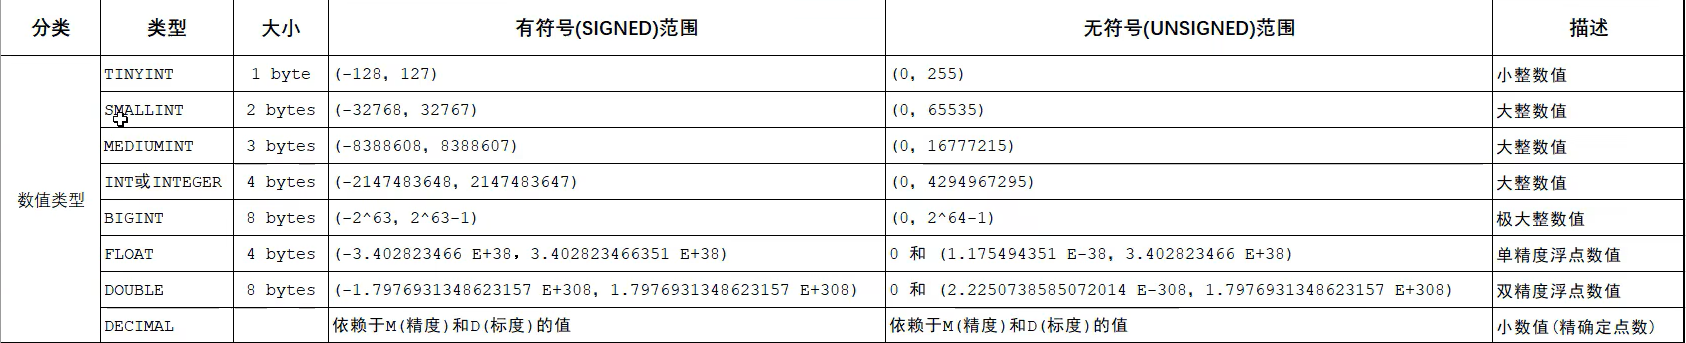 分类 类型 大小 有符号(SIGNED)范围 无符号(UNSIGNED)范围 描述
TINYINT 1 byte (-128, 127) (0, 255) 小整数值
SMALLINT 2 bytes (-32768, 32767) (0, 65535) 大整数值
MEDIUMINT 3 bytes (-8388608, 8388607) (0, 16777215) 大整数值
INT或INTEGER 4 bytes (-2147483648, 2147483647) (0, 4294967295) 大整数值
数值类型
BIGINT 8 bytes (-2^63, 2^63-1) (0, 2^64-1) 极大整数值
FLOAT 4 bytes (-3.402823466 E+38, 3.402823466351 E+38) 0 和 (1.175494351 E-38, 3.402823466 E+38) 单精度浮点数值
DOUBLE 8 bytes (-1.7976931348623157 E+308, 1.7976931348623157 E+308) 0 和 (2.2250738585072014 E-308, 1.7976931348623157 E+308) 双精度浮点数值
DECIMAL 依赖于M(精度)和D(标度)的值 依赖于M(精度)和D(标度)的值 小数值(精确定点数)